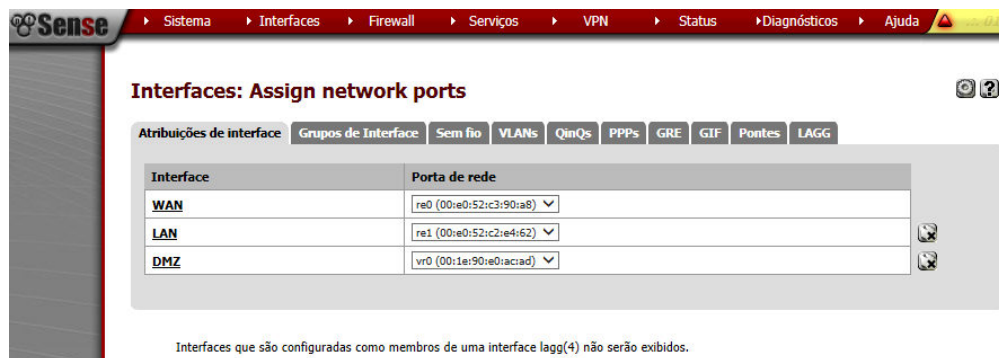 Sense
Sistema Interfaces Firewall Serviços VPN Status Diagnósticos Ajuda
Interfaces: Assign network ports
Atribuições de interface Grupos de Interface Sem fio VLANs QinQs PPPs GRE GIF Pontes LAGG
Interface Porta de rede
WAN re0 (00:e0:52:c3:90:a8)
LAN re1 (00:e0:52:c2:e4:62)
DMZ vr0 (00:1e:90:e0:ac:ad)
Interfaces que são configuradas como membros de uma interface lagg(4) não serão exibidos.